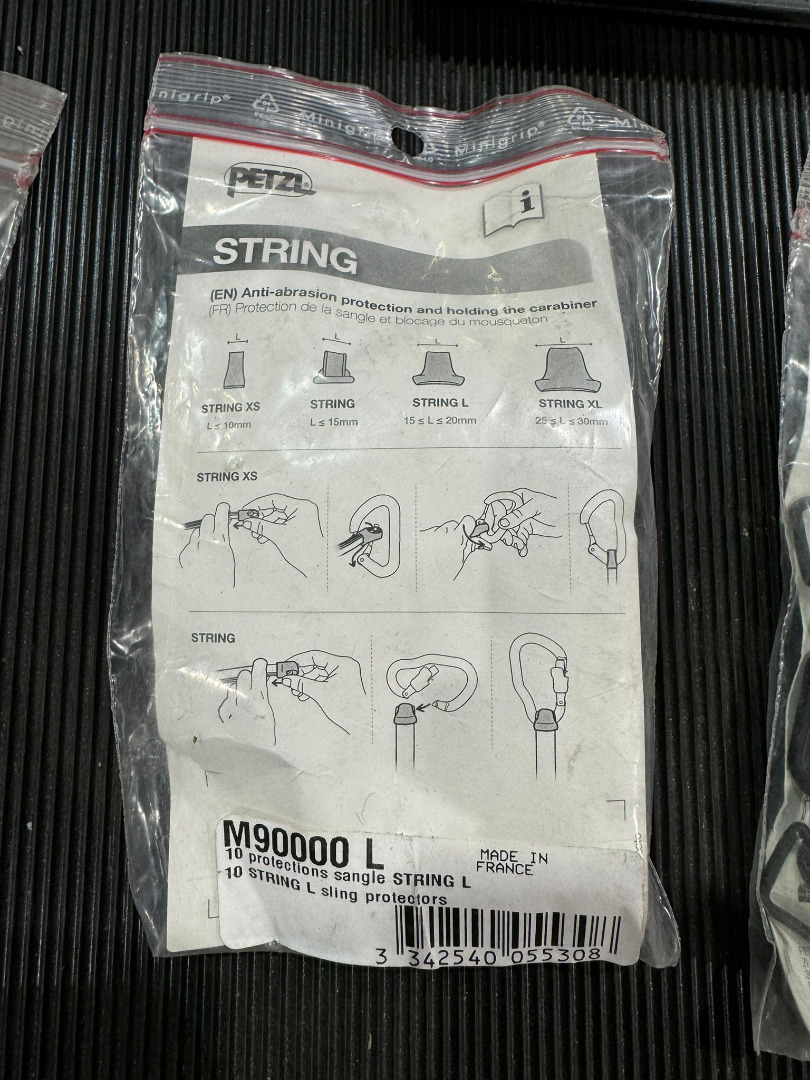 Minigrip® Minigrip Minigrip®
PETZL
i
STRING
(EN) Anti-abrasion protection and holding the carabiner
(FR) Protection de la sangle et blocage du mousqueton
L L L L
STRING XS STRING STRING L STRING XL
L ≤ 10mm L ≤ 15mm 15 ≤ L ≤ 20mm 25 ≤ L ≤ 30mm
STRING XS
STRING
M90000 L
10 protections sangle STRING L
10 STRING L sling protectors
MADE IN
FRANCE
3 342540 055308